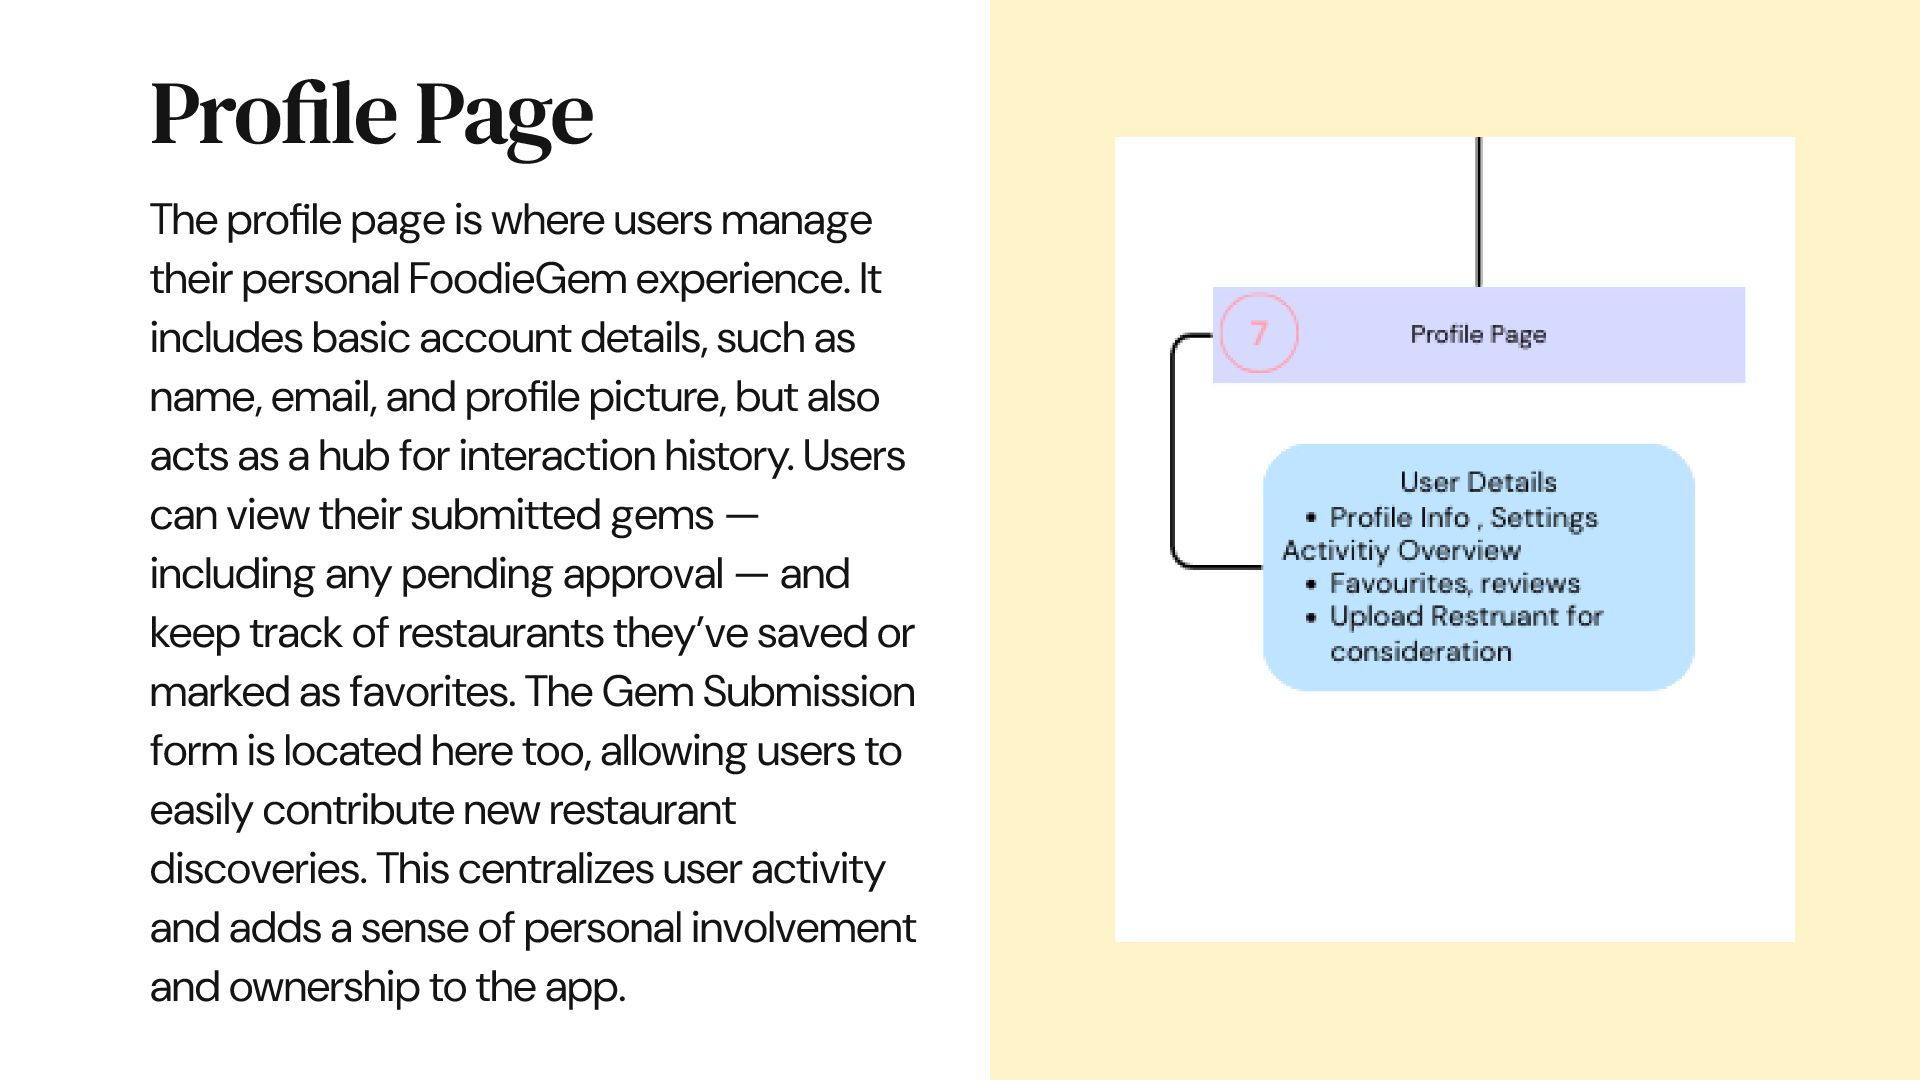 Profile Page
The profile page is where users manage
their personal FoodieGem experience. It
includes basic account details, such as
name, email, and profile picture, but also
acts as a hub for interaction history. Users
can view their submitted gems —
including any pending approval — and
keep track of restaurants they’ve saved or
marked as favorites. The Gem Submission
form is located here too, allowing users to
easily contribute new restaurant
discoveries. This centralizes user activity
and adds a sense of personal involvement
and ownership to the app.
7
Profile Page
User Details
• Profile Info , Settings
Activitiy Overview
• Favourites, reviews
• Upload Restruant for
consideration